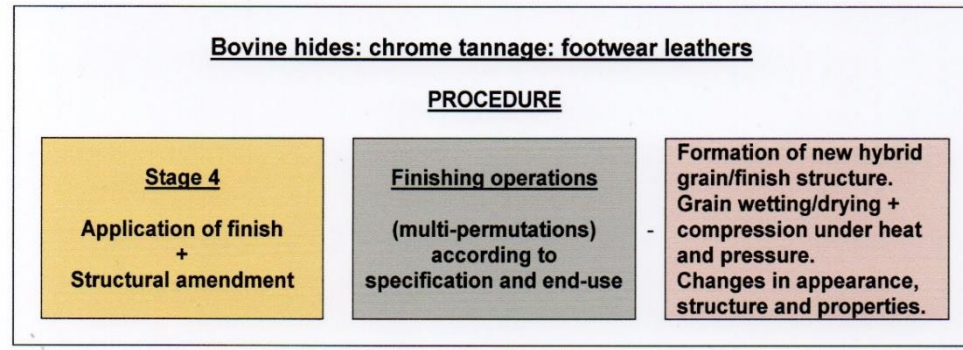 Bovine hides: chrome tannage: footwear leathers
PROCEDURE
Stage 4
Application of finish
+
Structural amendment
Finishing operations
(multi-permutations)
according to
specification and end-use
-
Formation of new hybrid
grain/finish structure.
Grain wetting/drying +
compression under heat
and pressure.
Changes in appearance,
structure and properties.